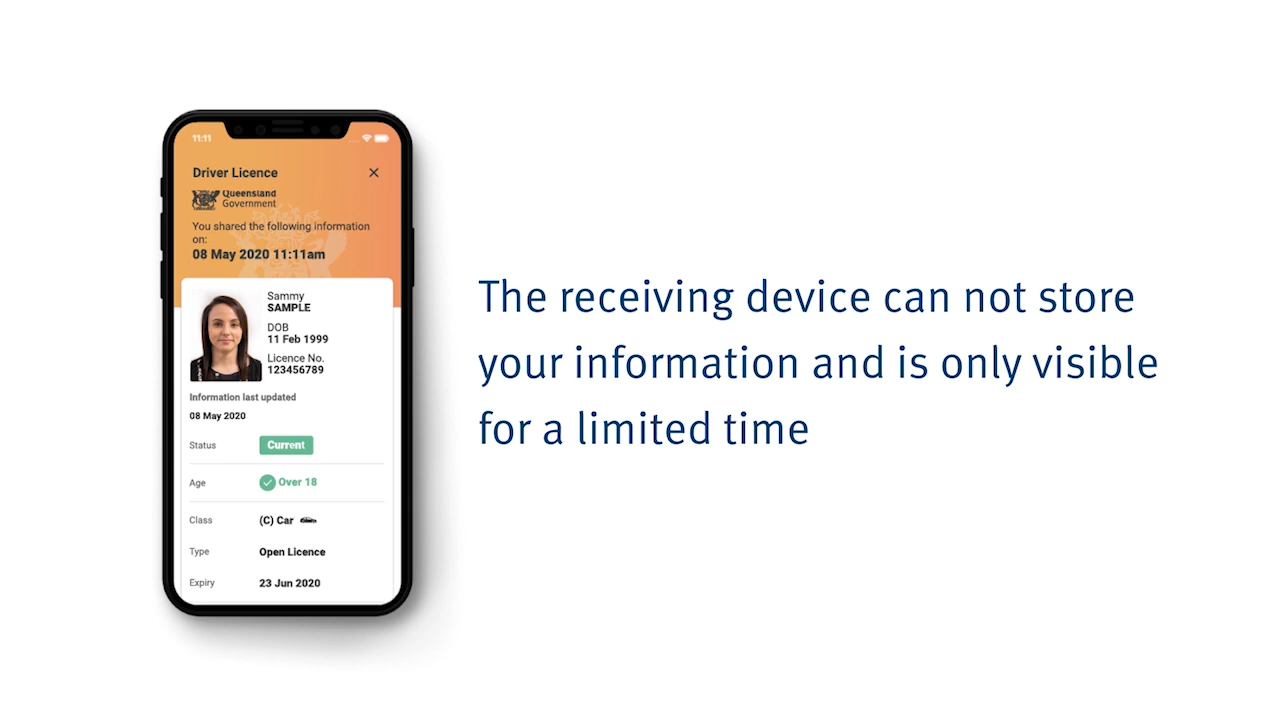 11:11
Driver Licence
Queensland
Government
You shared the following information
on:
08 May 2020 11:11am
Sammy
SAMPLE
DOB
11 Feb 1999
Licence No.
123456789
Information last updated
08 May 2020
Status Current
Age Over 18
Class (C) Car
Type Open Licence
Expiry 23 Jun 2020
The receiving device can not store
your information and is only visible
for a limited time